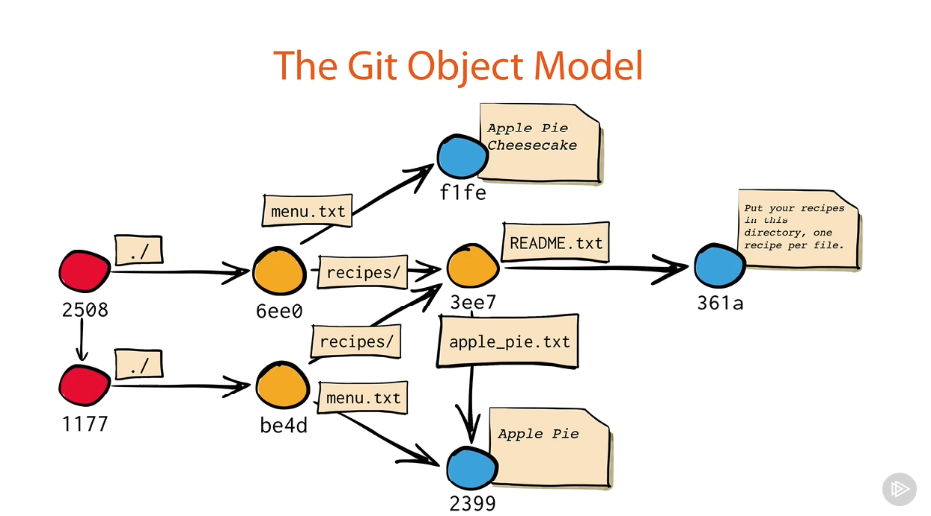 The Git Object Model
Apple Pie
Cheesecake
f1fe
menu.txt
Put your recipes
in this
directory, one
recipe per file.
README.txt
./
recipes/
2508
6ee0
3ee7
361a
recipes/
apple_pie.txt
./
menu.txt
1177
be4d
Apple Pie
2399